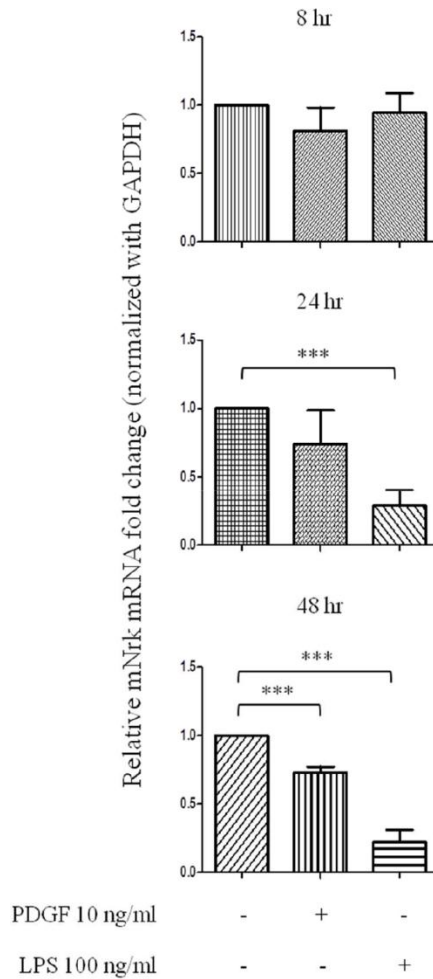 Relative mNrk mRNA fold change (normalized with GAPDH)
8 hr
1.5
1.0
0.5
0.0
24 hr
***
1.5
1.0
0.5
0.0
48 hr
***
***
1.5
1.0
0.5
0.0
PDGF 10 ng/ml - + -
LPS 100 ng/ml - - +